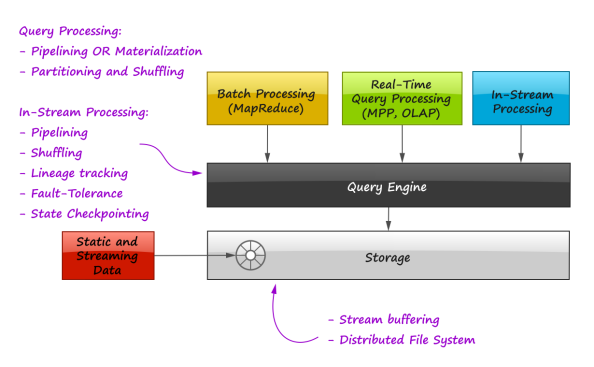 Query Processing:
- Pipelining OR Materialization
- Partitioning and Shuffling
In-Stream Processing:
- Pipelining
- Shuffling
- Lineage tracking
- Fault-Tolerance
- State Checkpointing
Batch Processing
(MapReduce)
Real-Time
Query Processing
(MPP, OLAP)
In-Stream
Processing
Query Engine
Static and
Streaming
Data
Storage
- Stream buffering
- Distributed File System